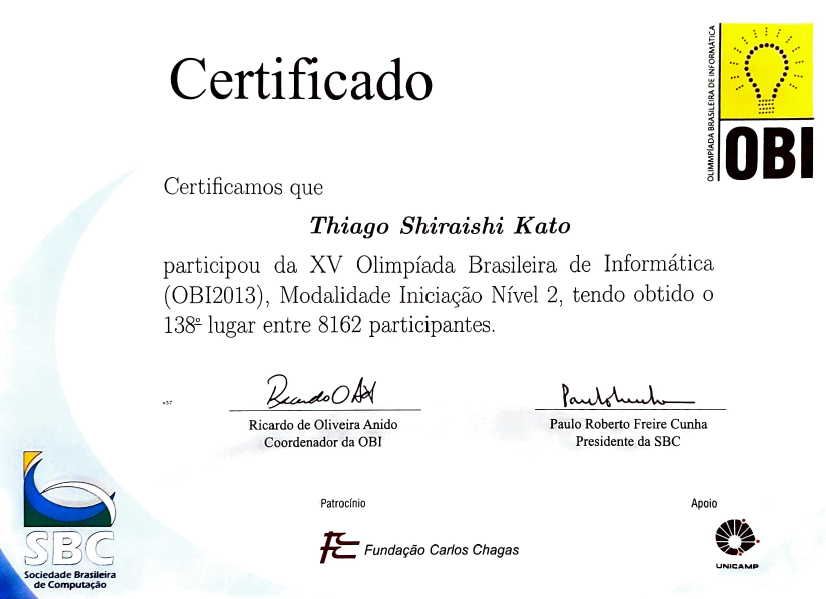 Certificado
OLIMPÍADA BRASILEIRA DE INFORMÁTICA
OBI
Certificamos que
Thiago Shiraishi Kato
participou da XV Olimpíada Brasileira de Informática
(OBI2013), Modalidade Iniciação Nível 2, tendo obtido o
138º lugar entre 8162 participantes.
c57
Ricardo de Oliveira Anido
Coordenador da OBI
Paulo Roberto Freire Cunha
Presidente da SBC
SBC
Sociedade Brasileira
de Computação
Patrocínio
FCC Fundação Carlos Chagas
Apoio
UNICAMP